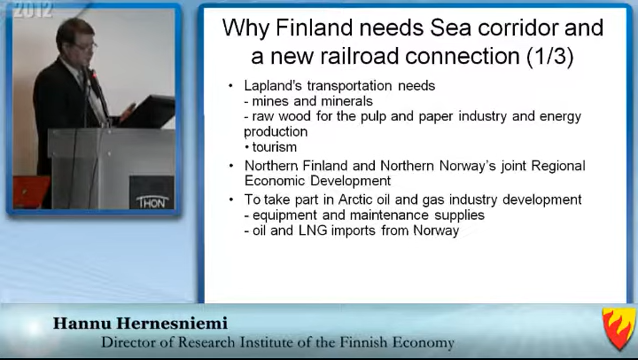 2012
Why Finland needs Sea corridor and
a new railroad connection (1/3)
• Lapland's transportation needs
- mines and minerals
- raw wood for the pulp and paper industry and energy
production
• tourism
• Northern Finland and Northern Norway's joint Regional
Economic Development
• To take part in Arctic oil and gas industry development
- equipment and maintenance supplies
- oil and LNG imports from Norway
THON
Hannu Hernesniemi
Director of Research Institute of the Finnish Economy